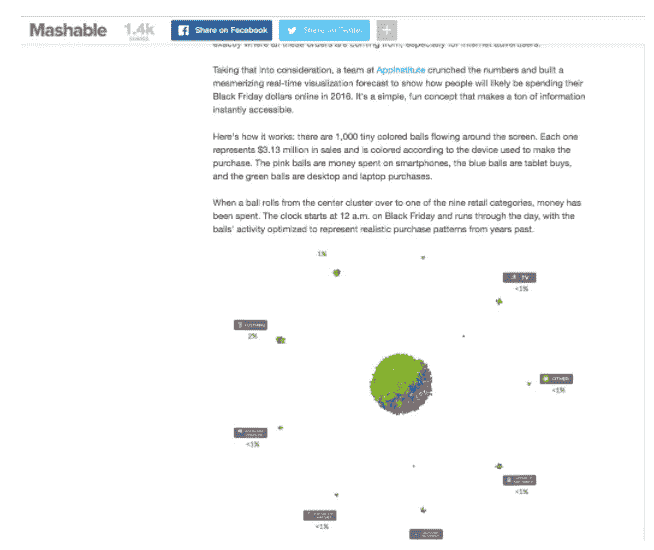 Mashable 1.4k
SHARES
Share on Facebook
Share on Twitter
+
exactly where all these orders are coming from, especially for internet advertisers.
Taking that into consideration, a team at AppInstitute crunched the numbers and built a
mesmerizing real-time visualization forecast to show how people will likely be spending their
Black Friday dollars online in 2016. It's a simple, fun concept that makes a ton of information
instantly accessible.
Here's how it works: there are 1,000 tiny colored balls flowing around the screen. Each one
represents $3.13 million in sales and is colored according to the device used to make the
purchase. The pink balls are money spent on smartphones, the blue balls are tablet buys,
and the green balls are desktop and laptop purchases.
When a ball rolls from the center cluster over to one of the nine retail categories, money has
been spent. The clock starts at 12 a.m. on Black Friday and runs through the day, with the
balls' activity optimized to represent realistic purchase patterns from years past.
1%
<1%
2%
OTHER
<1%
<1%
<1%
<1%